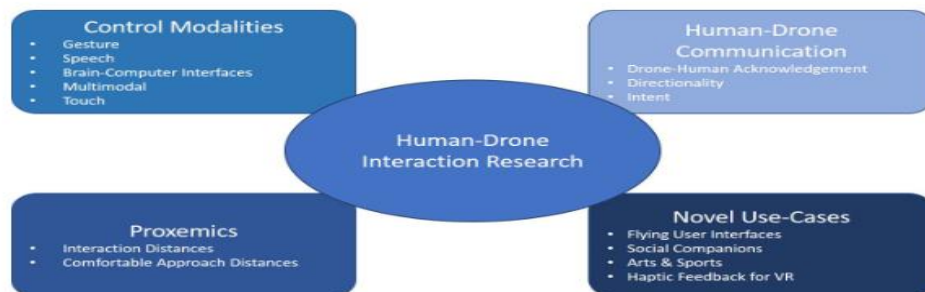 Control Modalities
• Gesture
• Speech
• Brain-Computer Interfaces
• Multimodal
• Touch
Human-Drone
Communication
• Drone-Human Acknowledgement
• Directionality
• Intent
Human-Drone
Interaction Research
Proxemics
• Interaction Distances
• Comfortable Approach Distances
Novel Use-Cases
• Flying User Interfaces
• Social Companions
• Arts & Sports
• Haptic Feedback for VR